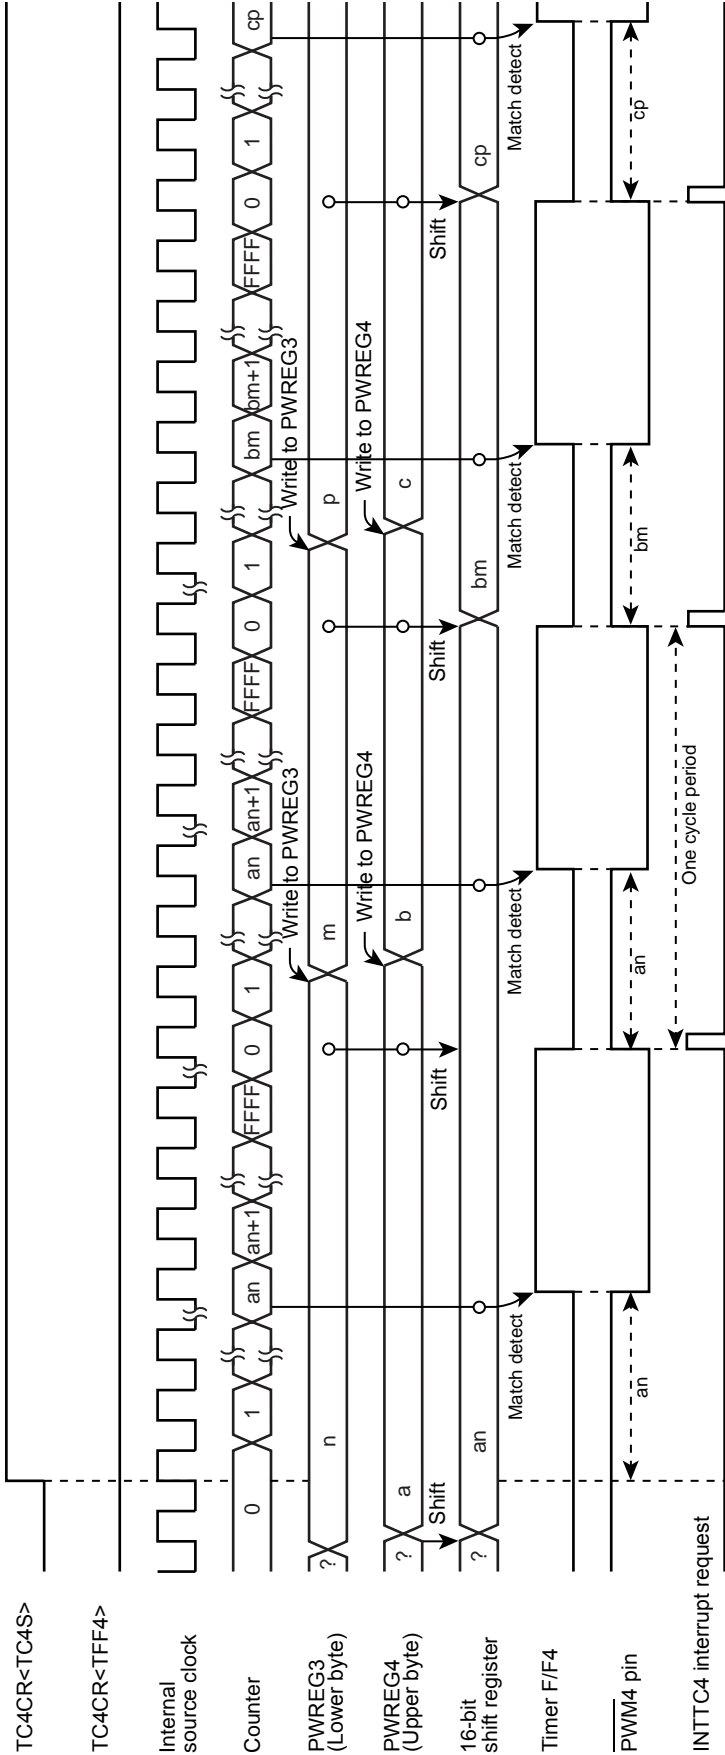 TC4CR<TC4S>
TC4CR<TFF4>
Internal
source clock
Counter 0 1 an an+1 FFFF 0 1 an an+1 FFFF 0 1 bm bm+1 FFFF 0 1 cp
Write to PWREG3 Write to PWREG3
PWREG3
(Lower byte) ? n m p
Write to PWREG4 Write to PWREG4
PWREG4
(Upper byte) ? a b c
Shift Shift Shift Shift
16-bit
shift register ? an bm cp
Match detect Match detect Match detect Match detect
Timer F/F4
PWM4 pin an an bm cp
One cycle period
INTTC4 interrupt request